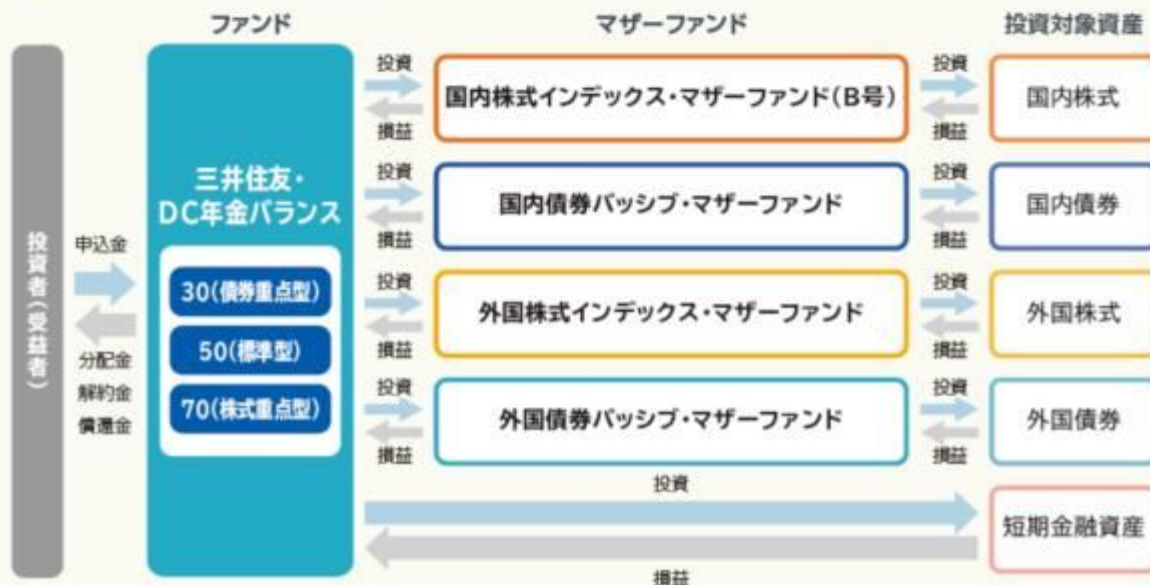 ファンド
マザーファンド
投資対象資産
投資者(受益者)
申込金
分配金
解約金
償還金
三井住友・
DC年金バランス
30(債券重点型)
50(標準型)
70(株式重点型)
投資
損益
国内株式インデックス・マザーファンド(B号)
投資
損益
国内株式
投資
損益
国内債券パッシブ・マザーファンド
投資
損益
国内債券
投資
損益
外国株式インデックス・マザーファンド
投資
損益
外国株式
投資
損益
外国債券パッシブ・マザーファンド
投資
損益
外国債券
投資
損益
短期金融資産